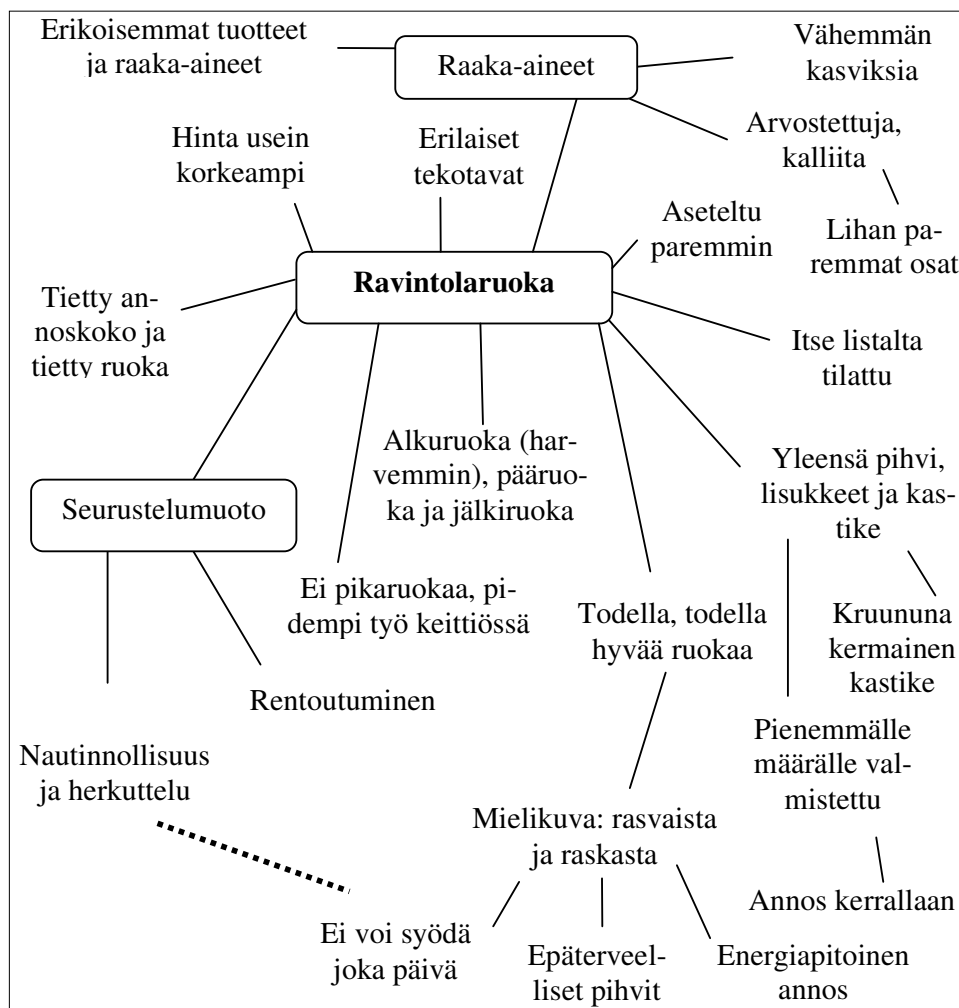 Erikoisemmat tuotteet
ja raaka-aineet
Raaka-aineet
Vähemmän
kasviksia
Hinta usein
korkeampi
Erilaiset
tekotavat
Arvostettuja,
kalliita
Aseteltu
paremmin
Lihan pa-
remmat osat
Ravintolaruoka
Tietty an-
noskoko ja
tietty ruoka
Itse listalta
tilattu
Alkuruoka (har-
vemmin), pääruo-
ka ja jälkiruoka
Yleensä pihvi,
lisukkeet ja kas-
tike
Seurustelumuoto
Ei pikaruokaa, pi-
dempi työ keittiössä
Todella, todella
hyvää ruokaa
Kruununa
kermainen
kastike
Rentoutuminen
Nautinnollisuus
ja herkuttelu
Pienemmälle
määrälle val-
mistettu
Mielikuva: rasvaista
ja raskasta
Annos kerrallaan
Ei voi syödä
joka päivä
Epäterveel-
liset pihvit
Energiapitoinen
annos